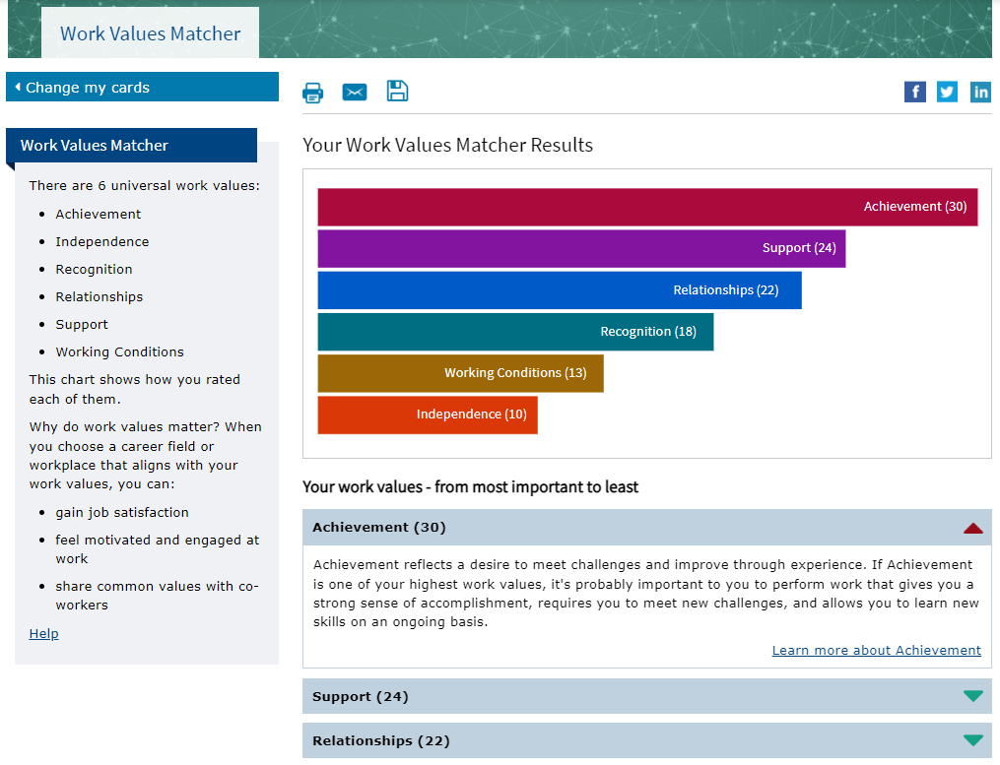 Work Values Matcher
Change my cards
Work Values Matcher
There are 6 universal work values:
• Achievement
• Independence
• Recognition
• Relationships
• Support
• Working Conditions
This chart shows how you rated
each of them.
Why do work values matter? When
you choose a career field or
workplace that aligns with your
work values, you can:
• gain job satisfaction
• feel motivated and engaged at
work
• share common values with co-
workers
Help
f
in
Your Work Values Matcher Results
Achievement (30)
Support (24)
Relationships (22)
Recognition (18)
Working Conditions (13)
Independence (10)
Your work values - from most important to least
Achievement (30)
Achievement reflects a desire to meet challenges and improve through experience. If Achievement
is one of your highest work values, it's probably important to you to perform work that gives you a
strong sense of accomplishment, requires you to meet new challenges, and allows you to learn new
skills on an ongoing basis.
Learn more about Achievement
Support (24)
Relationships (22)